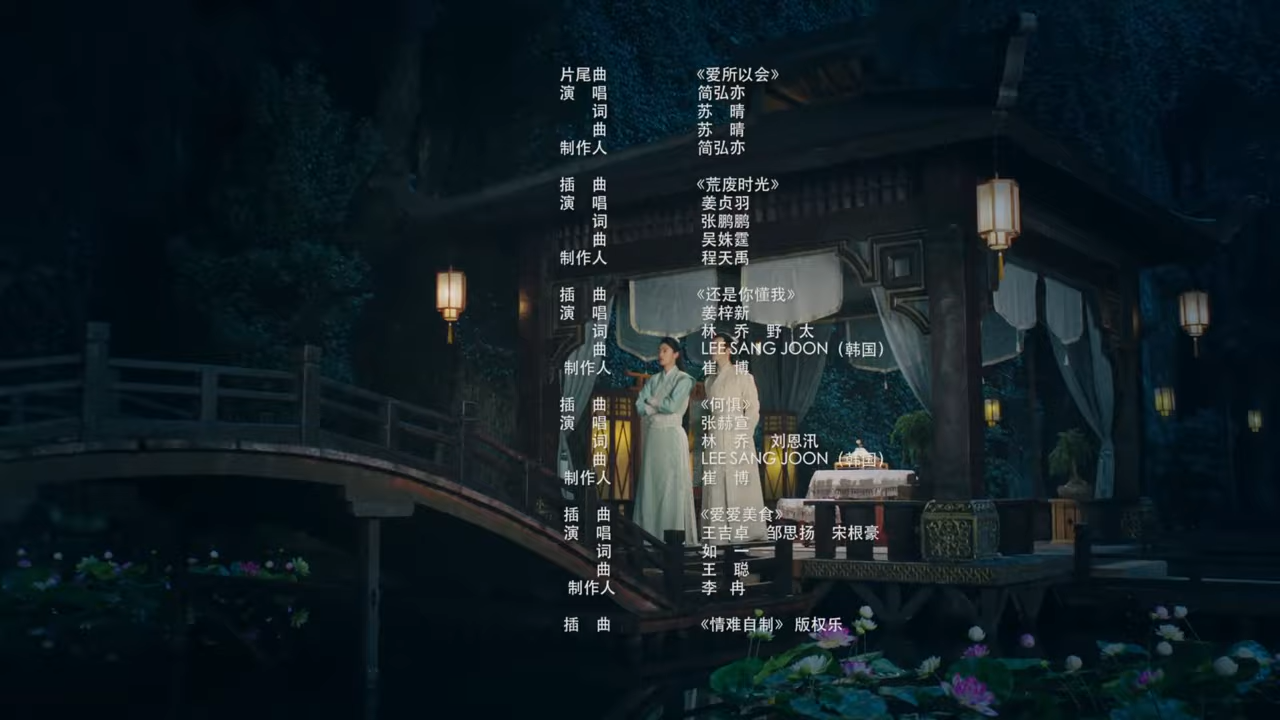 片尾曲 《爱所以会》
演 唱 简弘亦
词 苏 晴
曲 苏 晴
制作人 简弘亦
插 曲 《荒废时光》
演 唱 姜贞羽
词 张鹏鹏
曲 吴姝霆
制作人 程天禹
插 曲 《还是你懂我》
演 唱 姜梓新
词 林 乔 野 太
曲 LEE SANG JOON（韩国）
制作人 崔 博
插 曲 《何惧》
演 唱 张赫宣
词 林 乔 刘恩汛
曲 LEE SANG JOON（韩国）
制作人 崔 博
插 曲 《爱爱美食》
演 唱 王吉卓 邹思扬 宋根豪
词 如 一
曲 王 聪
制作人 李 冉
插 曲 《情难自制》 版权乐